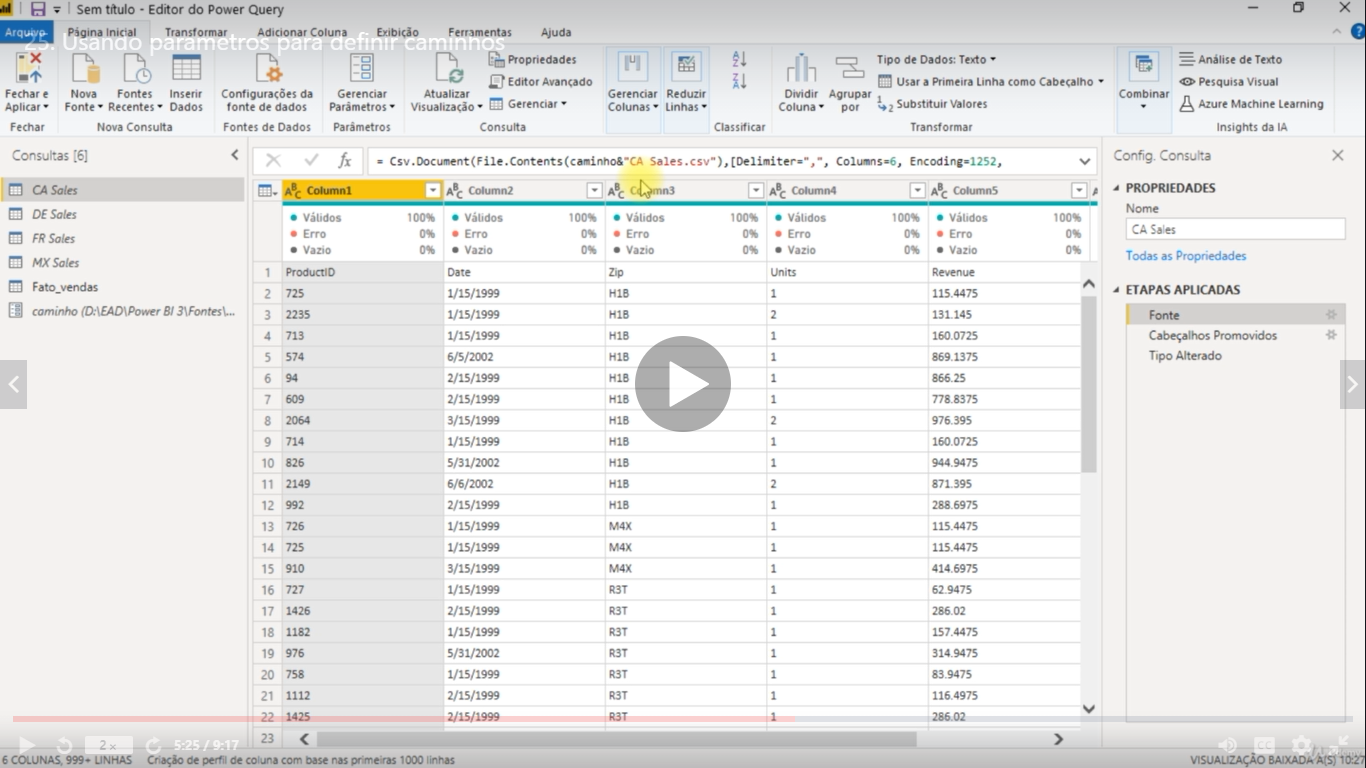 Sem título - Editor do Power Query
25. Usando parâmetros para definir caminhos
Arquivo Página Inicial Transformar Adicionar Coluna Exibição Ferramentas Ajuda
Fechar e Aplicar
Fechar
Nova Fonte
Fontes Recentes
Inserir Dados
Nova Consulta
Configurações da fonte de dados
Fontes de Dados
Gerenciar Parâmetros
Parâmetros
Atualizar Visualização
Propriedades
Editor Avançado
Gerenciar
Consulta
Gerenciar Colunas
Reduzir Linhas
Classificar
Dividir Coluna
Agrupar por
Tipo de Dados: Texto
Usar a Primeira Linha como Cabeçalho
Substituir Valores
Transformar
Combinar
Análise de Texto
Pesquisa Visual
Azure Machine Learning
Insights da IA
Consultas [6]
CA Sales
DE Sales
FR Sales
MX Sales
Fato_vendas
caminho (D:\EAD\Power BI 3\Fontes\...
= Csv.Document(File.Contents(caminho&"CA Sales.csv"),[Delimiter=",", Columns=6, Encoding=1252,
Column1 Column2 Column3 Column4 Column5
Válidos 100% Válidos 100% Válidos 100% Válidos 100% Válidos 100%
Erro 0% Erro 0% Erro 0% Erro 0% Erro 0%
Vazio 0% Vazio 0% Vazio 0% Vazio 0% Vazio 0%
1 ProductID Date Zip Units Revenue
2 725 1/15/1999 H1B 1 115.4475
3 2235 1/15/1999 H1B 2 131.145
4 713 1/15/1999 H1B 1 160.0725
5 574 6/5/2002 H1B 1 869.1375
6 94 2/15/1999 H1B 1 866.25
7 609 2/15/1999 H1B 1 778.8375
8 2064 3/15/1999 H1B 2 976.395
9 714 1/15/1999 H1B 1 160.0725
10 826 5/31/2002 H1B 1 944.9475
11 2149 6/6/2002 H1B 2 871.395
12 992 2/15/1999 H1B 1 288.6975
13 726 1/15/1999 M4X 1 115.4475
14 725 1/15/1999 M4X 1 115.4475
15 910 3/15/1999 M4X 1 414.6975
16 727 1/15/1999 R3T 1 62.9475
17 1426 2/15/1999 R3T 1 286.02
18 1182 1/15/1999 R3T 1 157.4475
19 976 5/31/2002 R3T 1 314.9475
20 758 1/15/1999 R3T 1 83.9475
21 1112 2/15/1999 R3T 1 116.4975
22 1425 2/15/1999 R3T 1 286.02
23
Config. Consulta
PROPRIEDADES
Nome
CA Sales
Todas as Propriedades
ETAPAS APLICADAS
Fonte
Cabeçalhos Promovidos
Tipo Alterado
2x 5:25 / 9:17
CC
6 COLUNAS, 999+ LINHAS Criação de perfil de coluna com base nas primeiras 1000 linhas VISUALIZAÇÃO BAIXADA À(S) 10:27